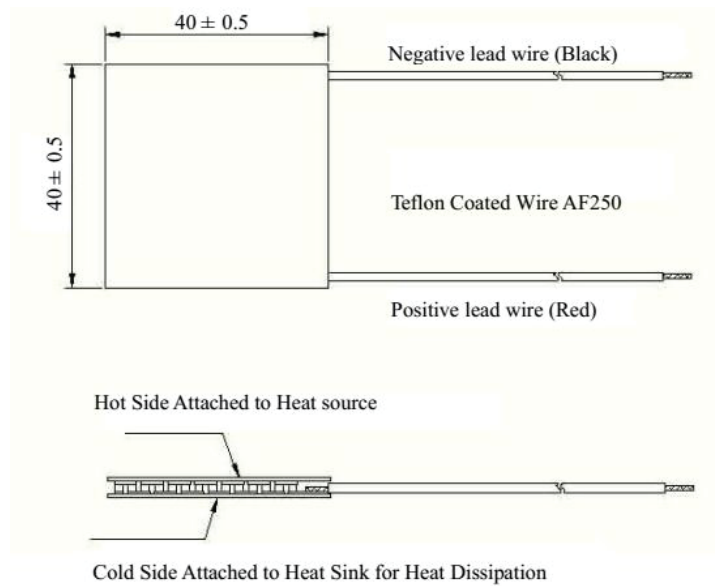 40 ± 0.5
Negative lead wire (Black)
40 ± 0.5
Teflon Coated Wire AF250
Positive lead wire (Red)
Hot Side Attached to Heat source
Cold Side Attached to Heat Sink for Heat Dissipation